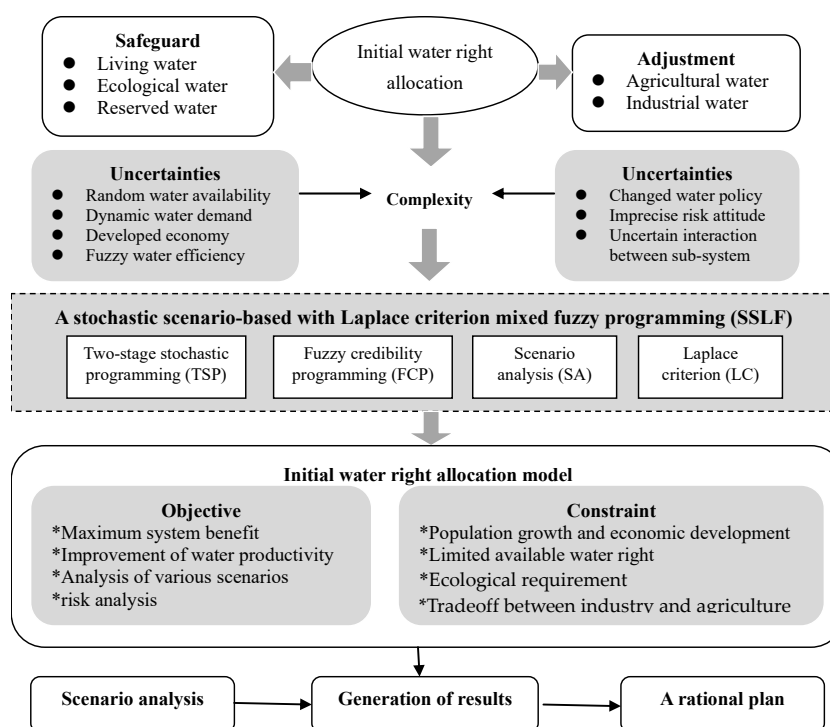 Safeguard
● Living water
● Ecological water
● Reserved water
Initial water right
allocation
Adjustment
● Agricultural water
● Industrial water
Uncertainties
● Random water availability
● Dynamic water demand
● Developed economy
● Fuzzy water efficiency
Complexity
Uncertainties
● Changed water policy
● Imprecise risk attitude
● Uncertain interaction
between sub-system
A stochastic scenario-based with Laplace criterion mixed fuzzy programming (SSLF)
Two-stage stochastic
programming (TSP)
Fuzzy credibility
programming (FCP)
Scenario
analysis (SA)
Laplace
criterion (LC)
Initial water right allocation model
Objective
*Maximum system benefit
*Improvement of water productivity
*Analysis of various scenarios
*risk analysis
Constraint
*Population growth and economic development
*Limited available water right
*Ecological requirement
*Tradeoff between industry and agriculture
Scenario analysis
Generation of results
A rational plan